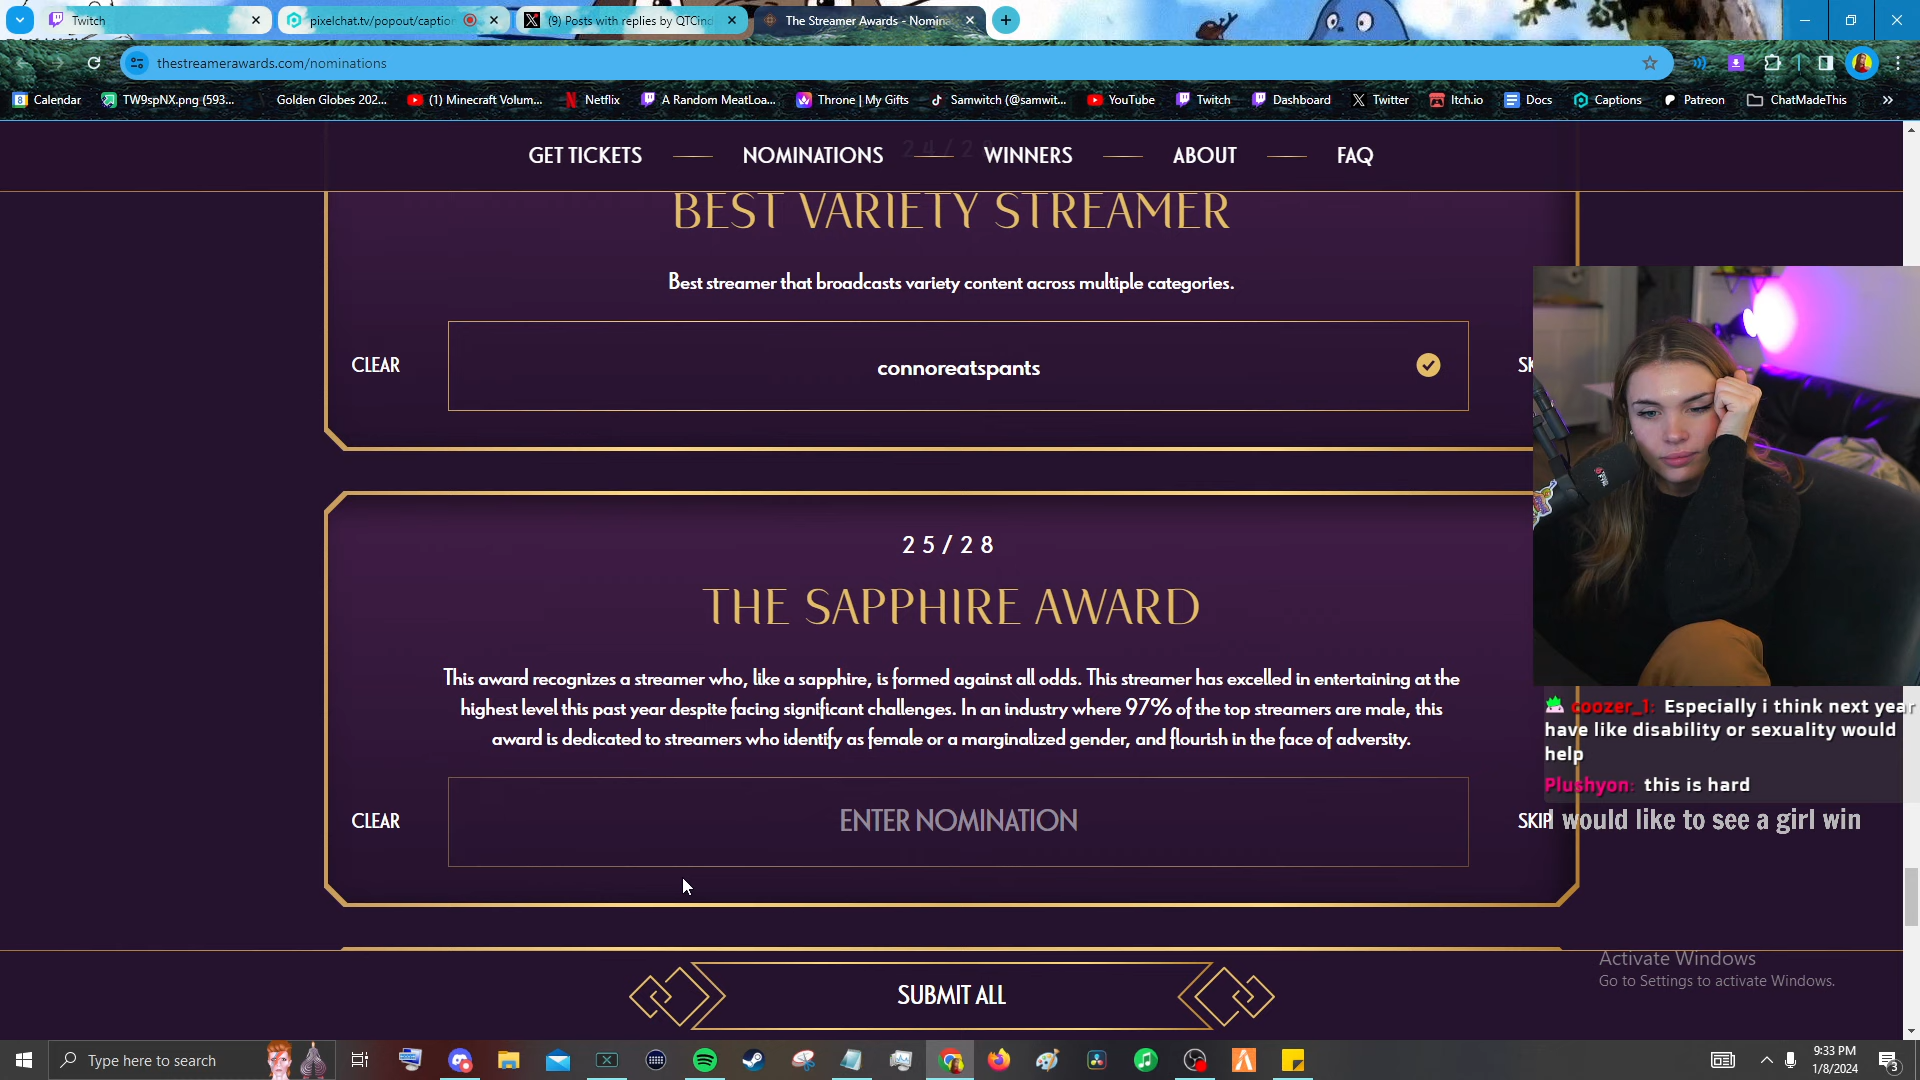 Twitch
pixelchat.tv/popout/caption
(9) Posts with replies by QTCind
The Streamer Awards - Nomina
thestreamerawards.com/nominations
Calendar
TW9spNX.png (593...
Golden Globes 202...
(1) Minecraft Volum...
Netflix
A Random MeatLoa...
Throne | My Gifts
Samwitch (@samwit...
YouTube
Twitch
Dashboard
Twitter
Itch.io
Docs
Captions
Patreon
ChatMadeThis
GET TICKETS
NOMINATIONS
WINNERS
ABOUT
FAQ
24/2
BEST VARIETY STREAMER
Best streamer that broadcasts variety content across multiple categories.
CLEAR
connoreatspants
SK
25/28
THE SAPPHIRE AWARD
This award recognizes a streamer who, like a sapphire, is formed against all odds. This streamer has excelled in entertaining at the
highest level this past year despite facing significant challenges. In an industry where 97% of the top streamers are male, this
award is dedicated to streamers who identify as female or a marginalized gender, and flourish in the face of adversity.
CLEAR
ENTER NOMINATION
SKIP
coozer_1: Especially i think next year
have like disability or sexuality would
help
Plushyon: this is hard
would like to see a girl win
SUBMIT ALL
Activate Windows
Go to Settings to activate Windows.
Type here to search
9:33 PM
1/8/2024
3